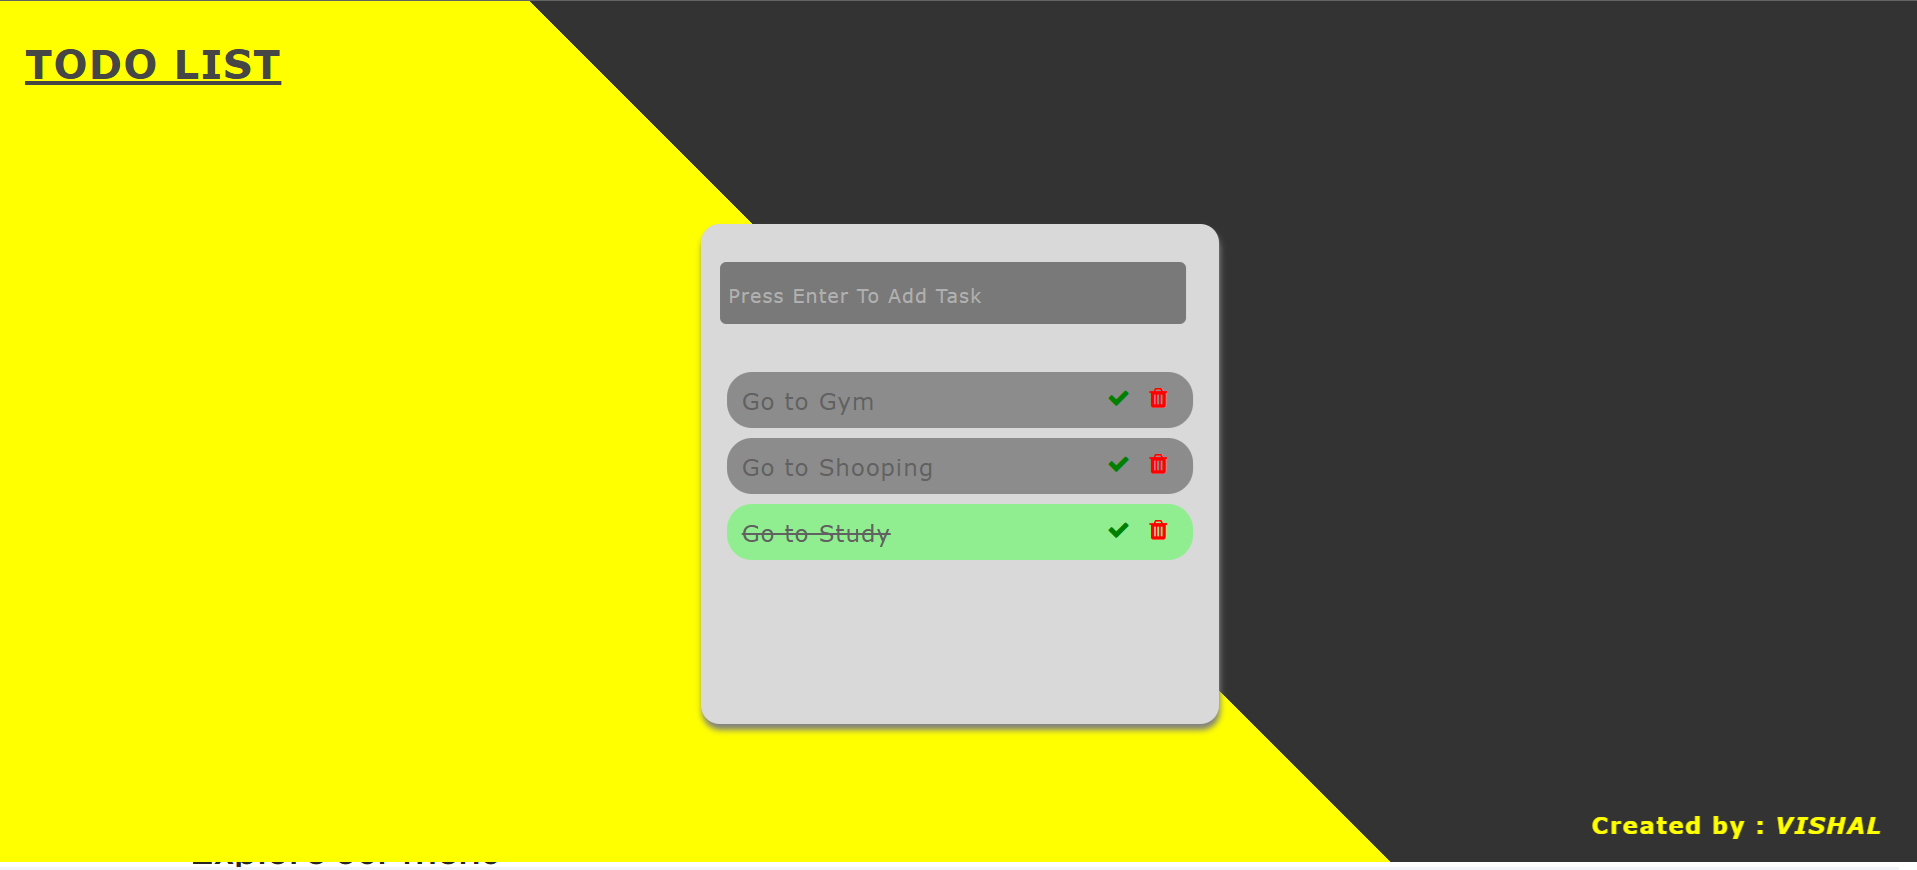 TODO LIST
Press Enter To Add Task
Go to Gym
Go to Shooping
Go to Study
Created by : VISHAL